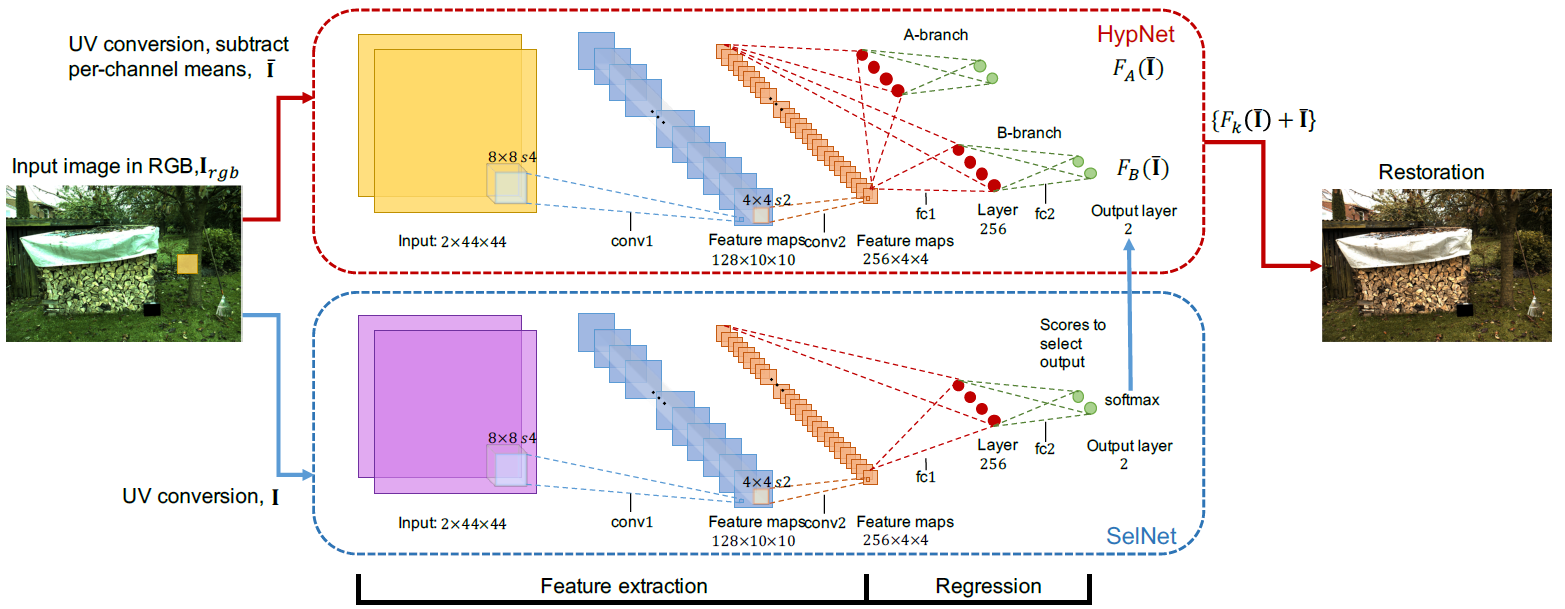 UV conversion, subtract
per-channel means, Ī
Input image in RGB,I_rgb
HypNet
A-branch
F_A(Ī)
B-branch
F_B(Ī)
8×8 s4
4×4 s2
conv1
conv2
fc1
fc2
Input: 2×44×44
Feature maps
128×10×10
Feature maps
256×4×4
Layer
256
Output layer
2
{F_k(Ī) + Ī}
Restoration
UV conversion, I
8×8 s4
4×4 s2
conv1
conv2
fc1
fc2
Input: 2×44×44
Feature maps
128×10×10
Feature maps
256×4×4
Layer
256
Scores to
select
output
softmax
Output layer
2
SelNet
Feature extraction
Regression